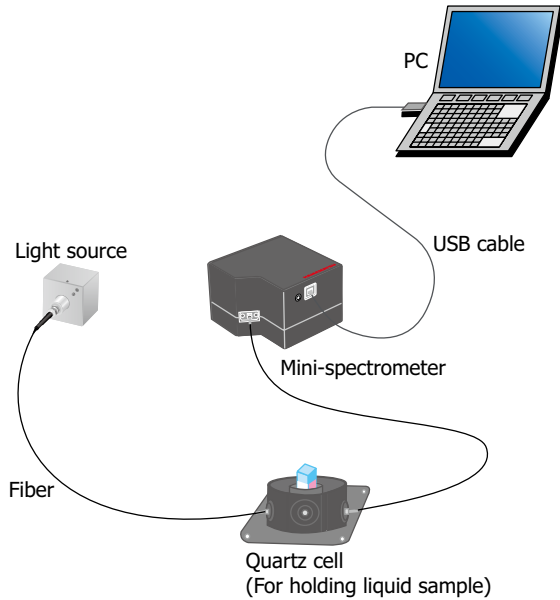 PC
USB cable
Light source
Mini-spectrometer
Fiber
Quartz cell
(For holding liquid sample)